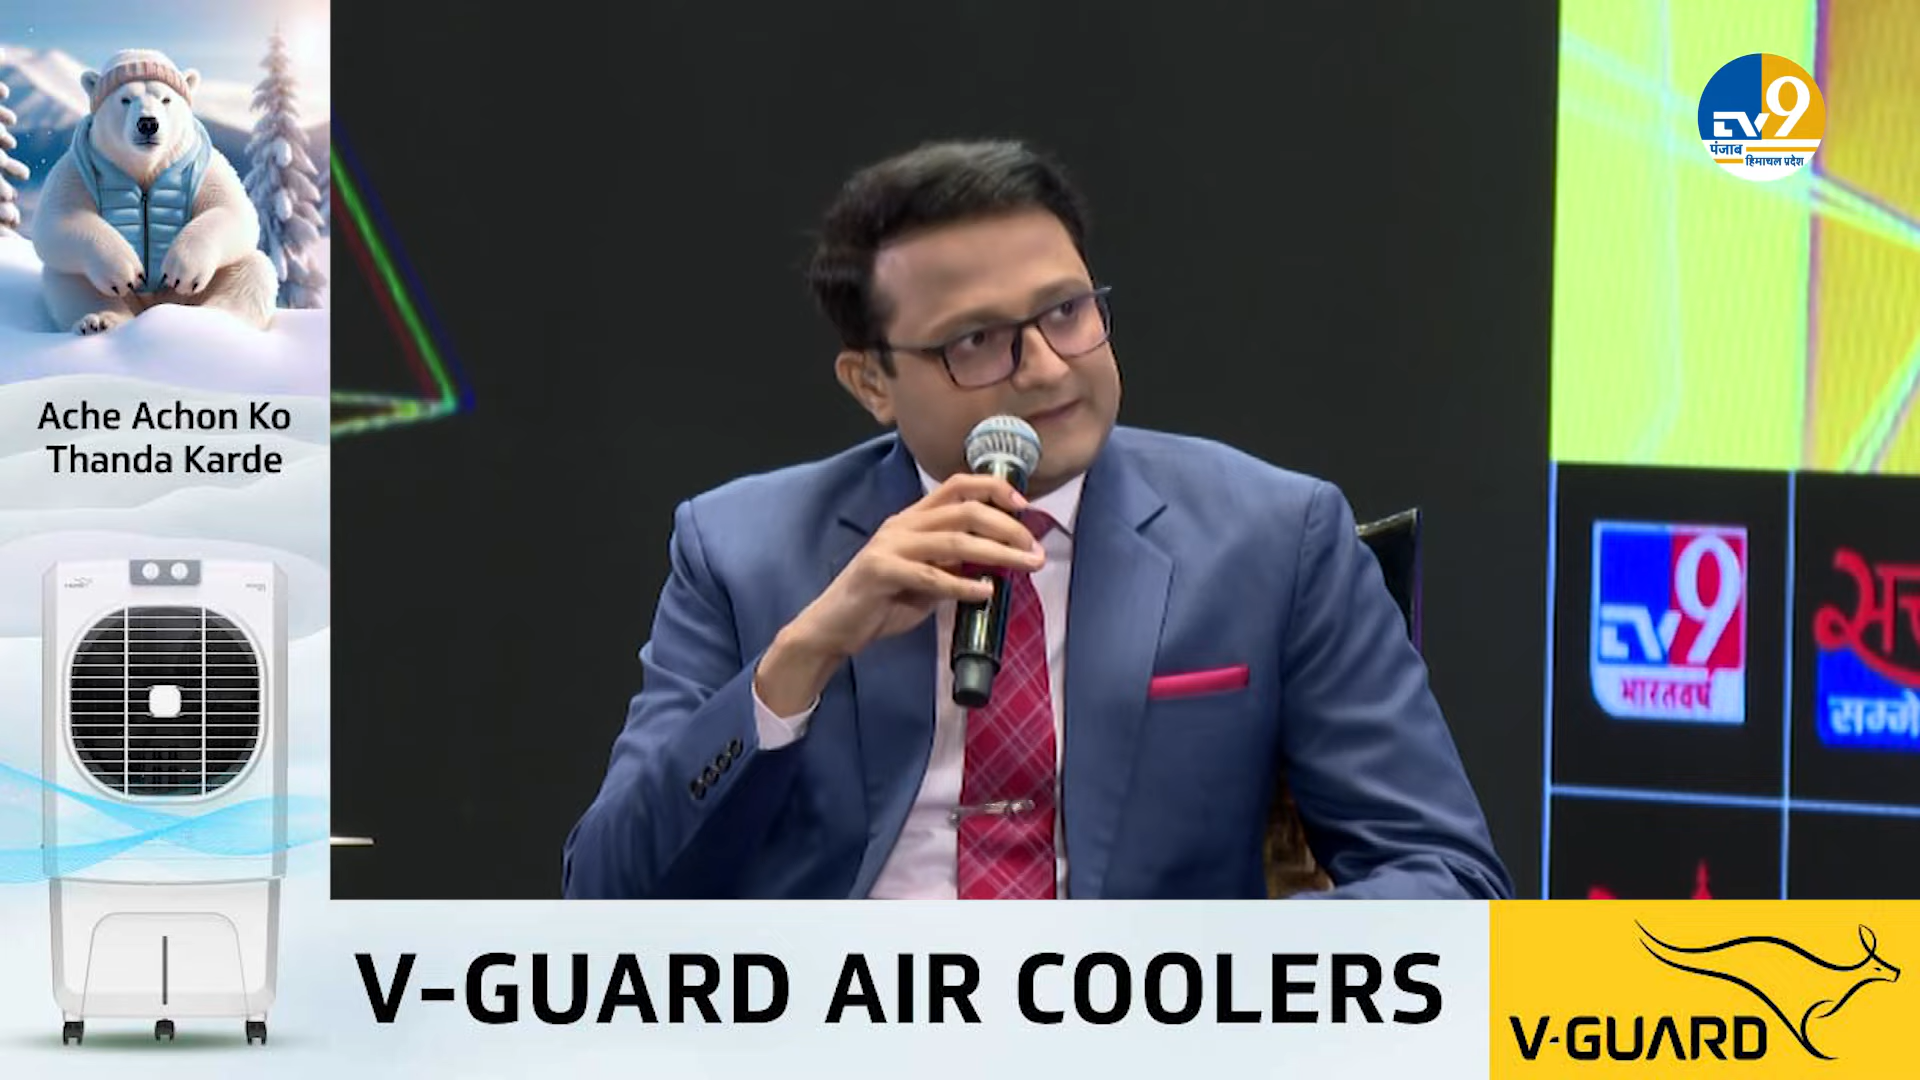 TV9
पंजाब
हिमाचल प्रदेश
Ache Achon Ko
Thanda Karde
TV9
भारतवर्ष
V-GUARD AIR COOLERS
V-GUARD